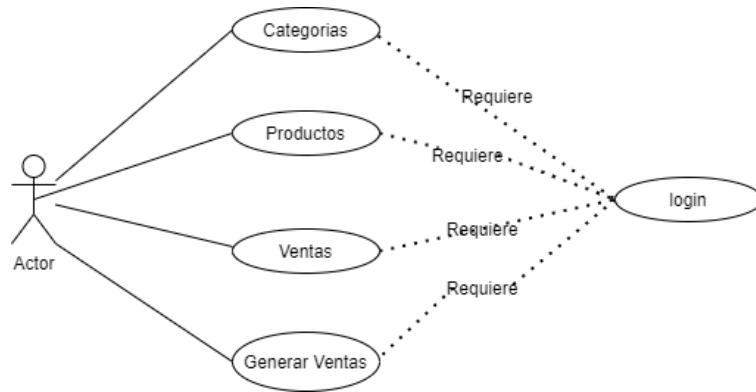 Categorias
Requiere
Productos
Requiere
login
Ventas
Requiere
Actor
Requiere
Generar Ventas